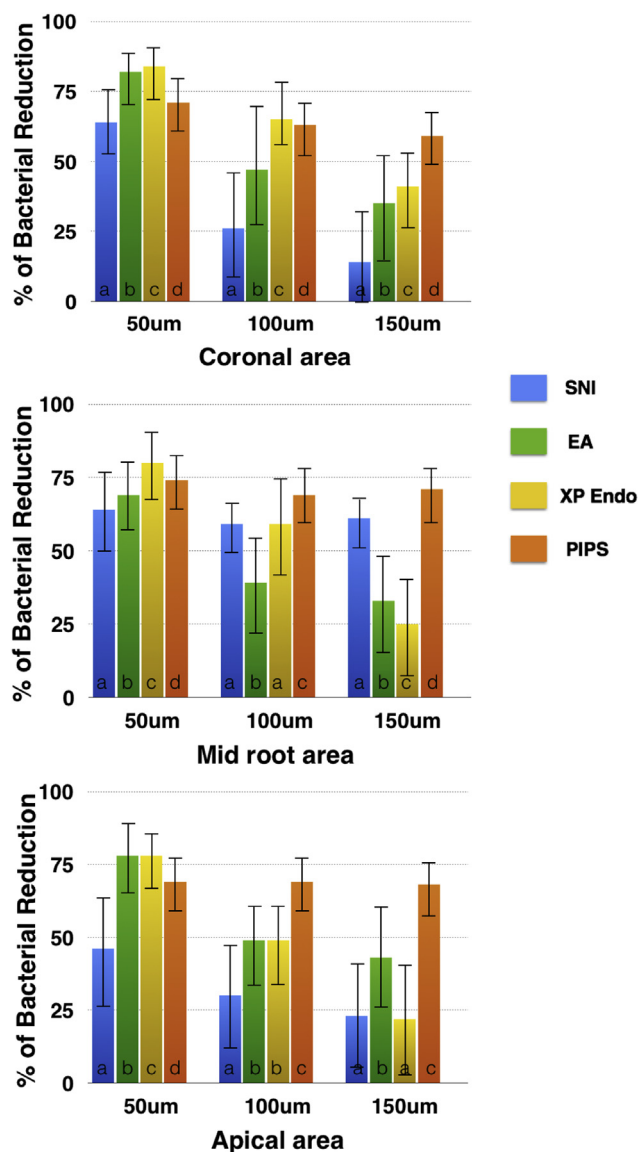 % of Bacterial Reduction
100
75
50
25
0
a b c d a b c d a b c d
50um 100um 150um
Coronal area
SNI
EA
XP Endo
PIPS
% of Bacterial Reduction
100
75
50
25
0
a b c d a b a c a b c d
50um 100um 150um
Mid root area
% of Bacterial Reduction
100
75
50
25
0
a b c d a b b c a b a c
50um 100um 150um
Apical area